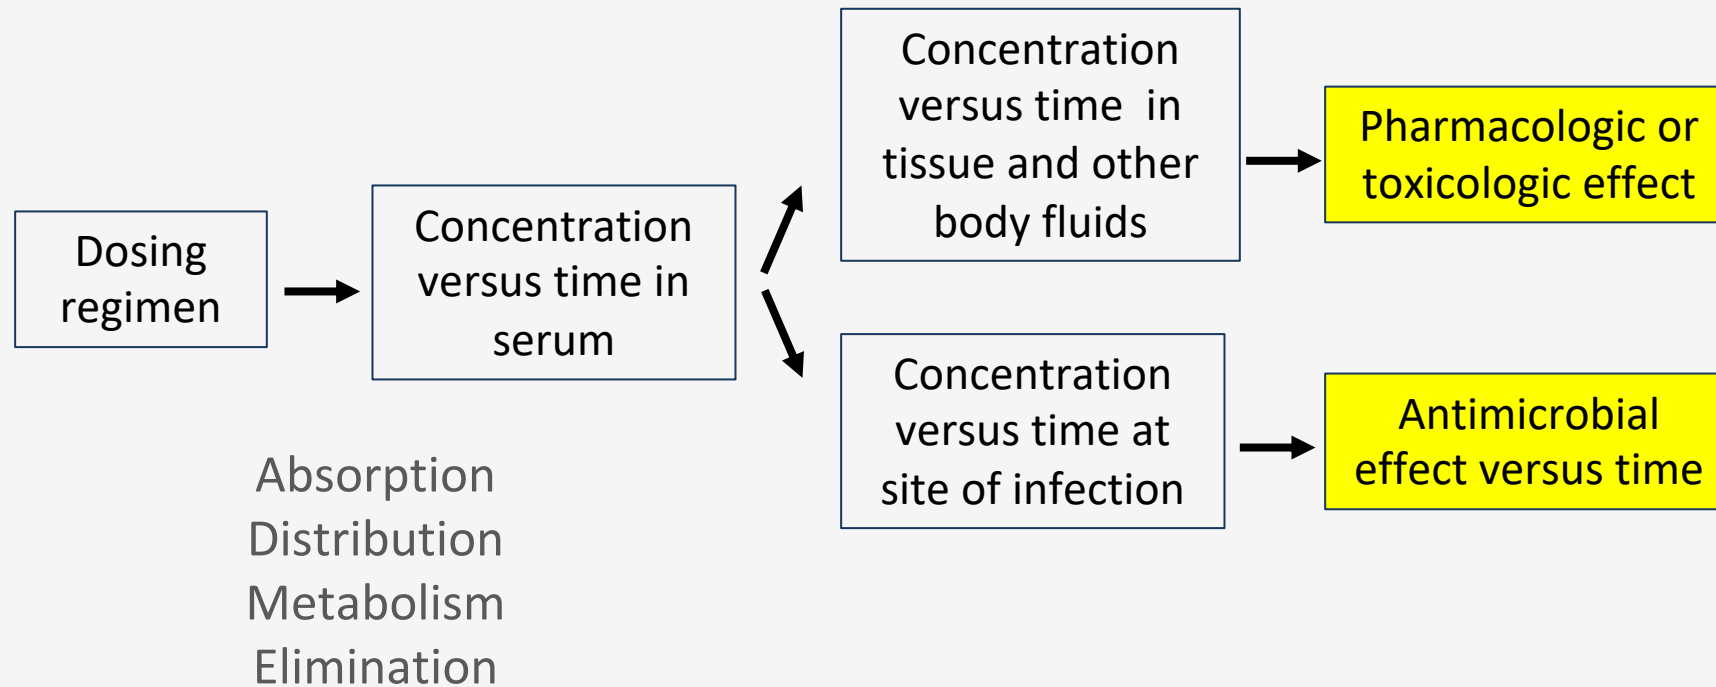 Dosing
regimen
Concentration
versus time in
serum
Concentration
versus time in
tissue and other
body fluids
Pharmacologic or
toxicologic effect
Concentration
versus time at
site of infection
Antimicrobial
effect versus time
Absorption
Distribution
Metabolism
Elimination